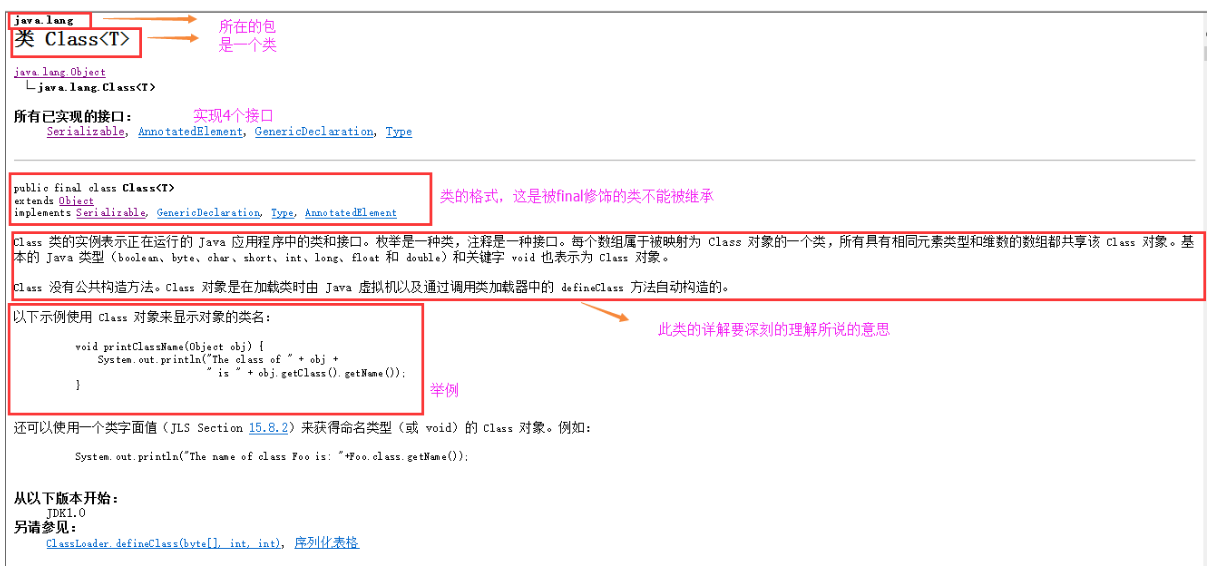 java.lang
所在的包
类 Class<T>
是一个类
java.lang.Object
└java.lang.Class<T>
所有已实现的接口：
实现4个接口
Serializable, AnnotatedElement, GenericDeclaration, Type
public final class Class<T>
extends Object
implements Serializable, GenericDeclaration, Type, AnnotatedElement
类的格式，这是被final修饰的类不能被继承
Class 类的实例表示正在运行的 Java 应用程序中的类和接口。枚举是一种类，注释是一种接口。每个数组属于被映射为 Class 对象的一个类，所有具有相同元素类型和维数的数组都共享该 Class 对象。基
本的 Java 类型（boolean、byte、char、short、int、long、float 和 double）和关键字 void 也表示为 Class 对象。
Class 没有公共构造方法。Class 对象是在加载类时由 Java 虚拟机以及通过调用类加载器中的 defineClass 方法自动构造的。
此类的详解要深刻的理解所说的意思
以下示例使用 Class 对象来显示对象的类名：
void printClassName(Object obj) {
System.out.println("The class of " + obj +
" is " + obj.getClass().getName());
}
举例
还可以使用一个类字面值（JLS Section 15.8.2）来获得命名类型（或 void）的 Class 对象。例如：
System.out.println("The name of class Foo is: "+Foo.class.getName());
从以下版本开始：
JDK1.0
另请参见：
ClassLoader.defineClass(byte[], int, int), 序列化表格